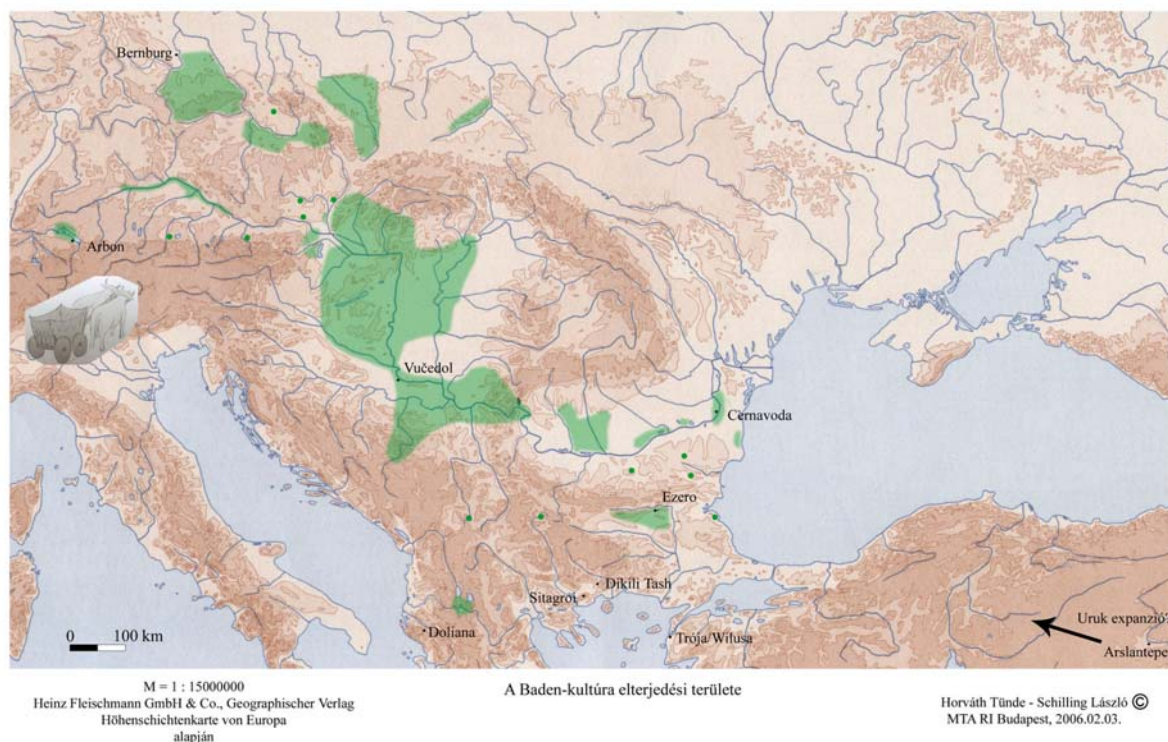 Bernburg
Arbon
Vučedol
Cernavoda
Ezero
Dikili Tash
Sitagroi
Doliana
Trója/Wilusa
Uruk expanzió?
Arslantepe
0 100 km
M = 1 : 15000000
Heinz Fleischmann GmbH & Co., Geographischer Verlag
Höhenschichtenkarte von Europa
alapján
A Baden-kultúra elterjedési területe
Horváth Tünde - Schilling László ©
MTA RI Budapest, 2006.02.03.